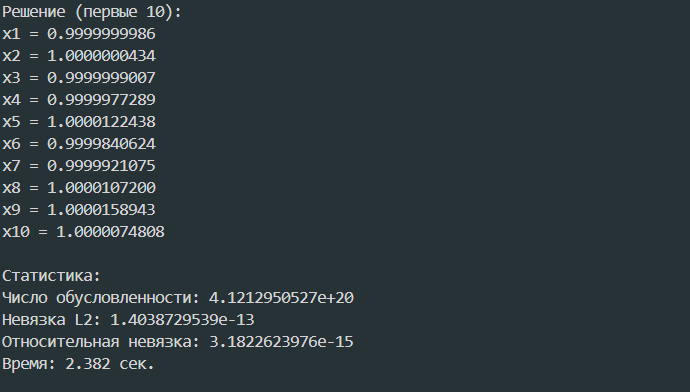 Решение (первые 10):
x1 = 0.9999999986
x2 = 1.0000000434
x3 = 0.9999999007
x4 = 0.9999977289
x5 = 1.0000122438
x6 = 0.9999840624
x7 = 0.9999921075
x8 = 1.0000107200
x9 = 1.0000158943
x10 = 1.0000074808
Статистика:
Число обусловленности: 4.1212950527e+20
Невязка L2: 1.4038729539e-13
Относительная невязка: 3.1822623976e-15
Время: 2.382 сек.